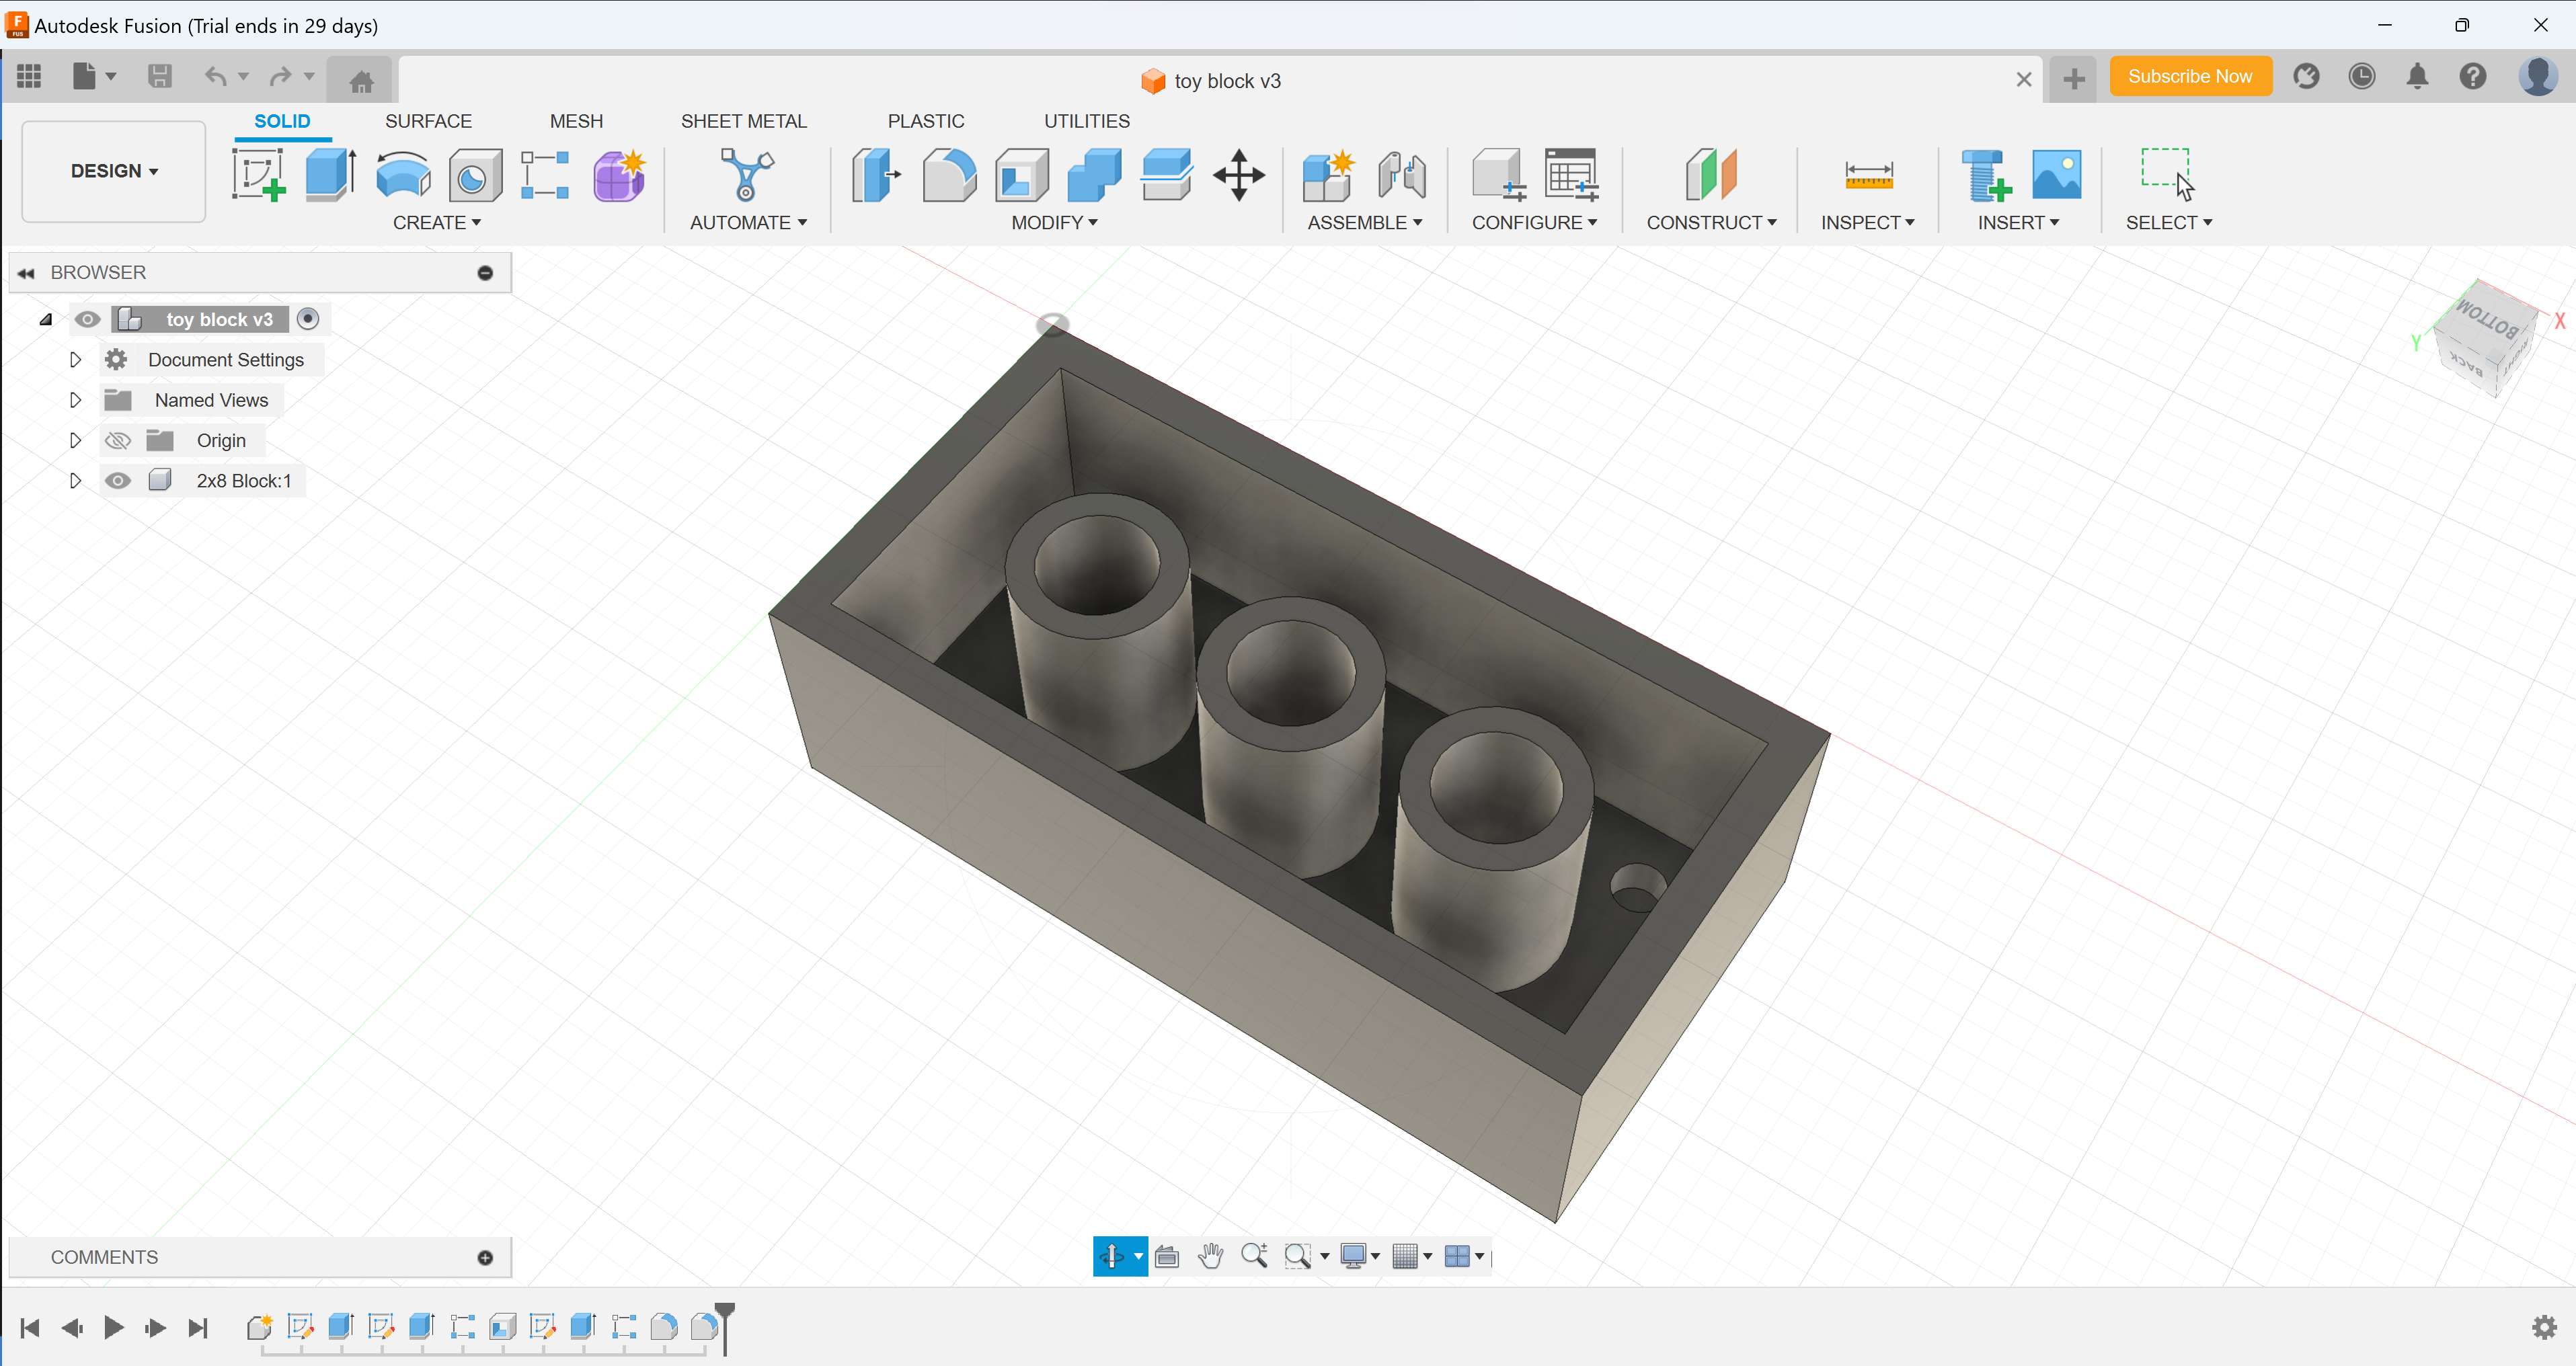 Autodesk Fusion (Trial ends in 29 days)
toy block v3
Subscribe Now
SOLID SURFACE MESH SHEET METAL PLASTIC UTILITIES
DESIGN
CREATE AUTOMATE MODIFY ASSEMBLE CONFIGURE CONSTRUCT INSPECT INSERT SELECT
BROWSER
toy block v3
Document Settings
Named Views
Origin
2x8 Block:1
BOTTOM
BACK
RIGHT
X
Y
COMMENTS